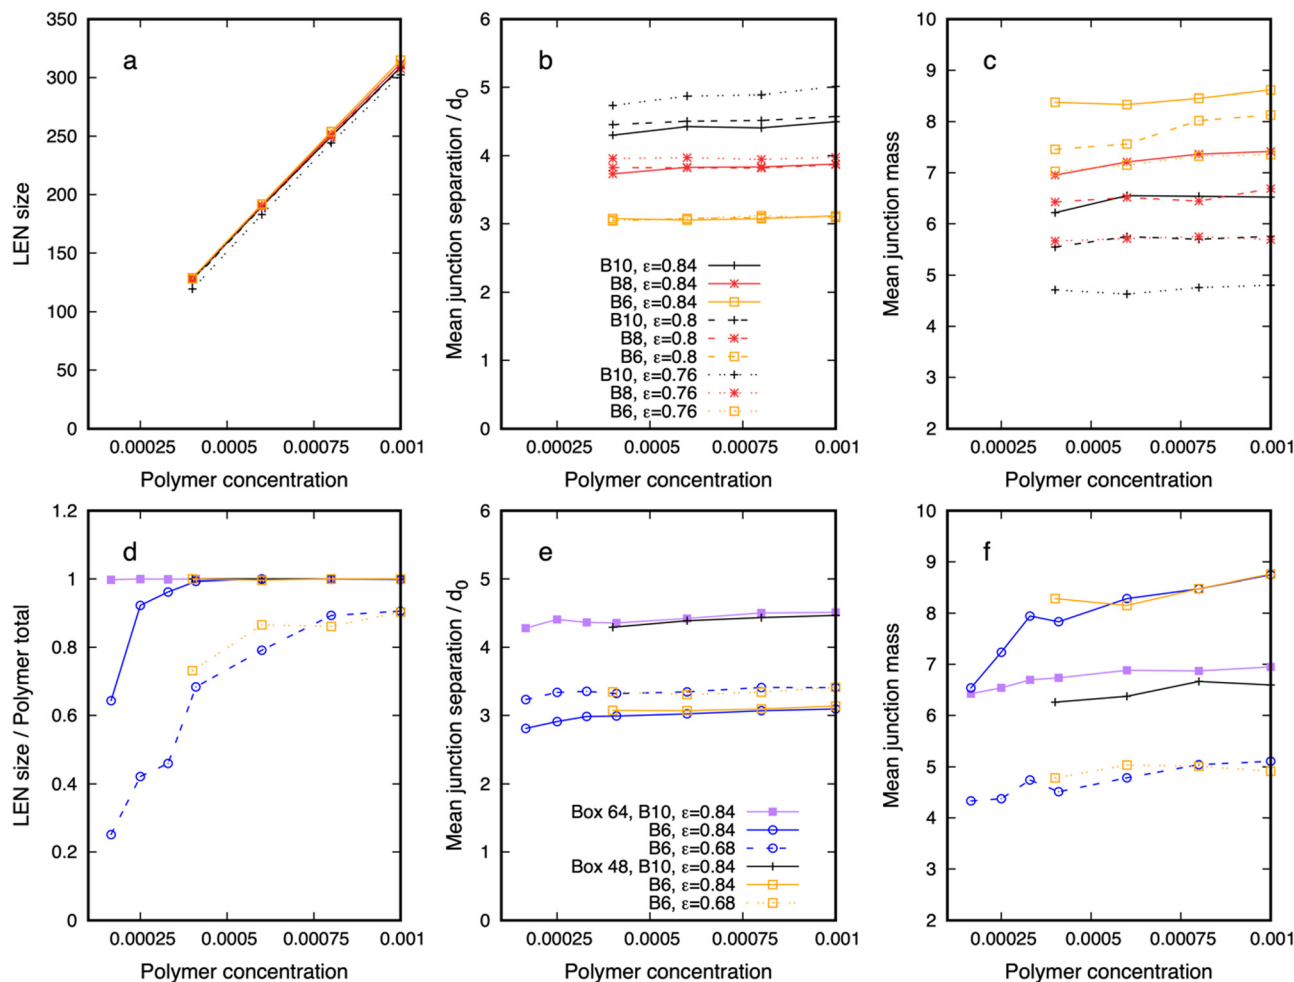 a
LEN size
350
300
250
200
150
100
50
0
0.00025
0.0005
0.00075
0.001
Polymer concentration
b
Mean junction separation / d0
6
5
4
3
2
1
0
B10, ε=0.84
B8, ε=0.84
B6, ε=0.84
B10, ε=0.8
B8, ε=0.8
B6, ε=0.8
B10, ε=0.76
B8, ε=0.76
B6, ε=0.76
0.00025
0.0005
0.00075
0.001
Polymer concentration
c
Mean junction mass
10
9
8
7
6
5
4
3
2
0.00025
0.0005
0.00075
0.001
Polymer concentration
d
LEN size / Polymer total
1.2
1
0.8
0.6
0.4
0.2
0
0.00025
0.0005
0.00075
0.001
Polymer concentration
e
Mean junction separation / d0
6
5
4
3
2
1
0
Box 64, B10, ε=0.84
B6, ε=0.84
B6, ε=0.68
Box 48, B10, ε=0.84
B6, ε=0.84
B6, ε=0.68
0.00025
0.0005
0.00075
0.001
Polymer concentration
f
Mean junction mass
10
9
8
7
6
5
4
3
2
0.00025
0.0005
0.00075
0.001
Polymer concentration